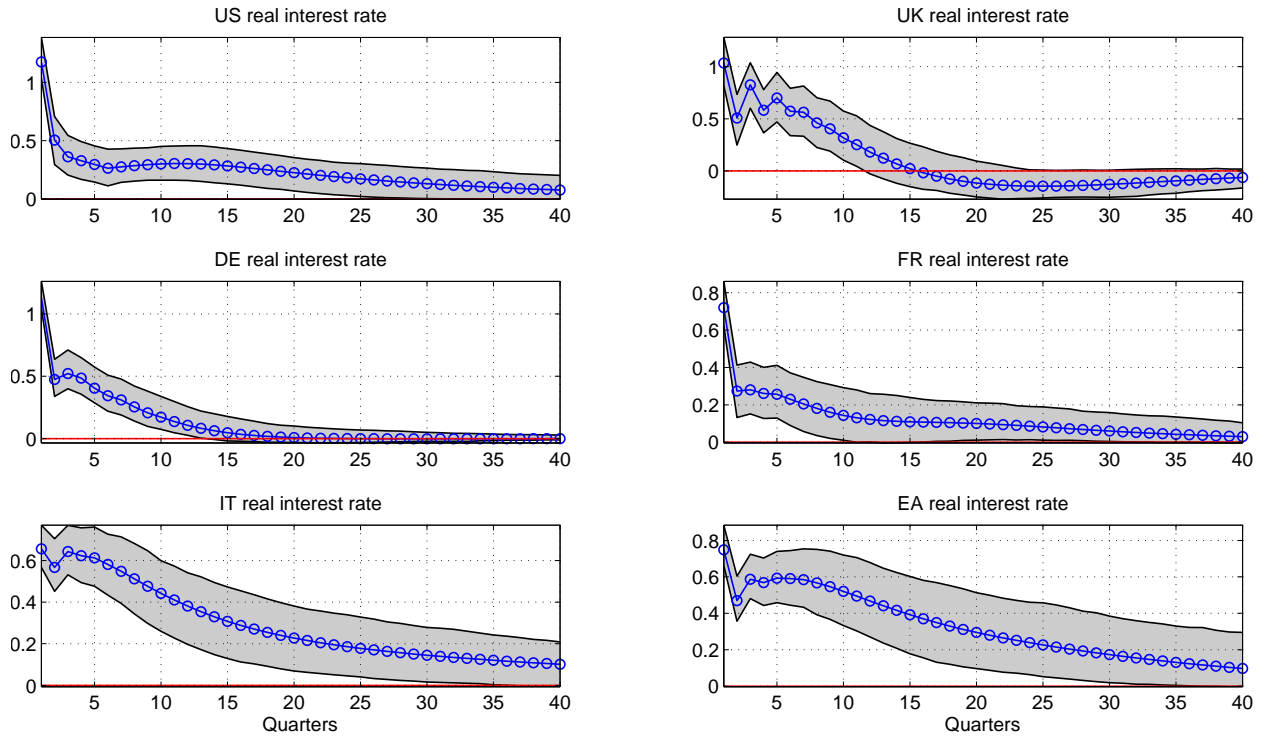 US real interest rate
1
0.5
0
5 10 15 20 25 30 35 40
UK real interest rate
1
0.5
0
5 10 15 20 25 30 35 40
DE real interest rate
1
0.5
0
5 10 15 20 25 30 35 40
FR real interest rate
0.8
0.6
0.4
0.2
0
5 10 15 20 25 30 35 40
IT real interest rate
0.6
0.4
0.2
0
5 10 15 20 25 30 35 40
Quarters
EA real interest rate
0.8
0.6
0.4
0.2
0
5 10 15 20 25 30 35 40
Quarters